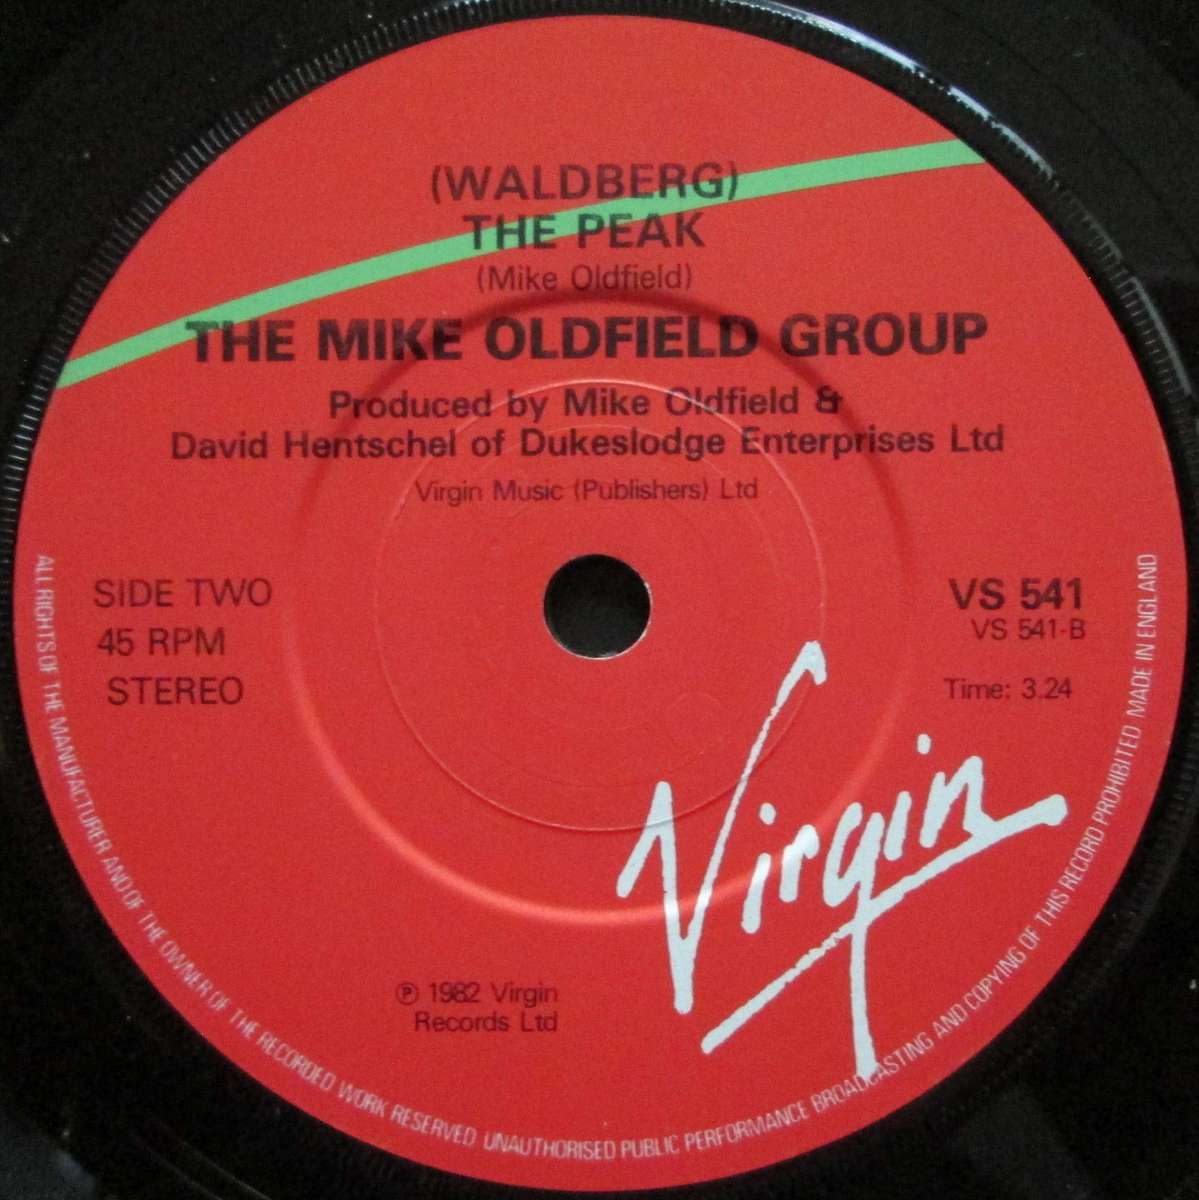 (WALDBERG)
THE PEAK
(Mike Oldfield)
THE MIKE OLDFIELD GROUP
Produced by Mike Oldfield &
David Hentschel of Dukeslodge Enterprises Ltd
Virgin Music (Publishers) Ltd
SIDE TWO
45 RPM
STEREO
VS 541
VS 541-B
Time: 3.24
Virgin
℗ 1982 Virgin
Records Ltd
ALL RIGHTS OF THE MANUFACTURER AND OF THE OWNER OF THE RECORDED WORK RESERVED UNAUTHORISED PUBLIC PERFORMANCE BROADCASTING AND COPYING OF THIS RECORD PROHIBITED MADE IN ENGLAND